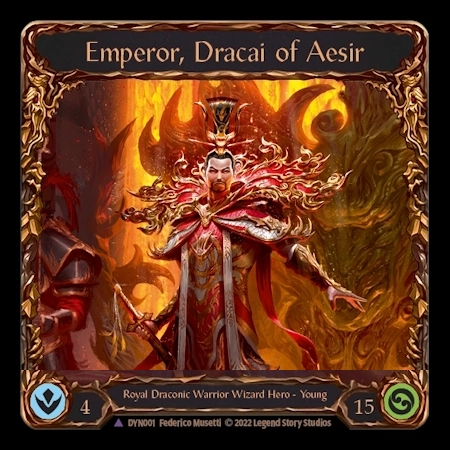 Emperor, Dracai of Aesir
4
Royal Draconic Warrior Wizard Hero - Young
15
DYN001 Federico Musetti © 2022 Legend Story Studios